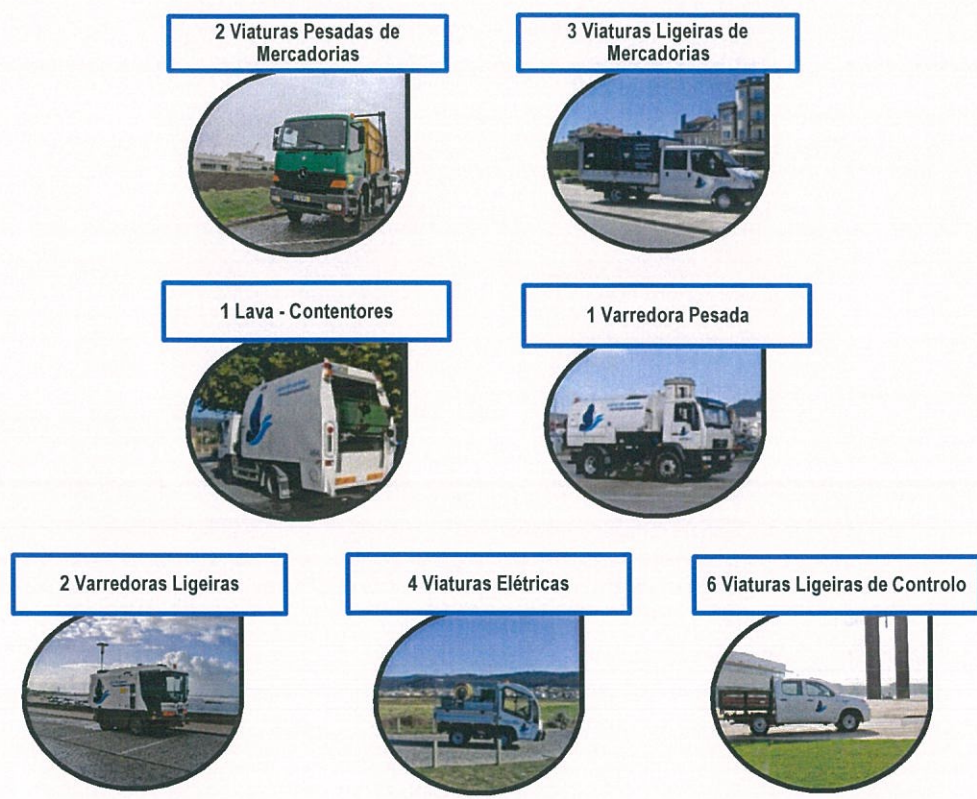 2 Viaturas Pesadas de
Mercadorias
3 Viaturas Ligeiras de
Mercadorias
1 Lava - Contentores
1 Varredora Pesada
2 Varredoras Ligeiras
4 Viaturas Elétricas
6 Viaturas Ligeiras de Controlo